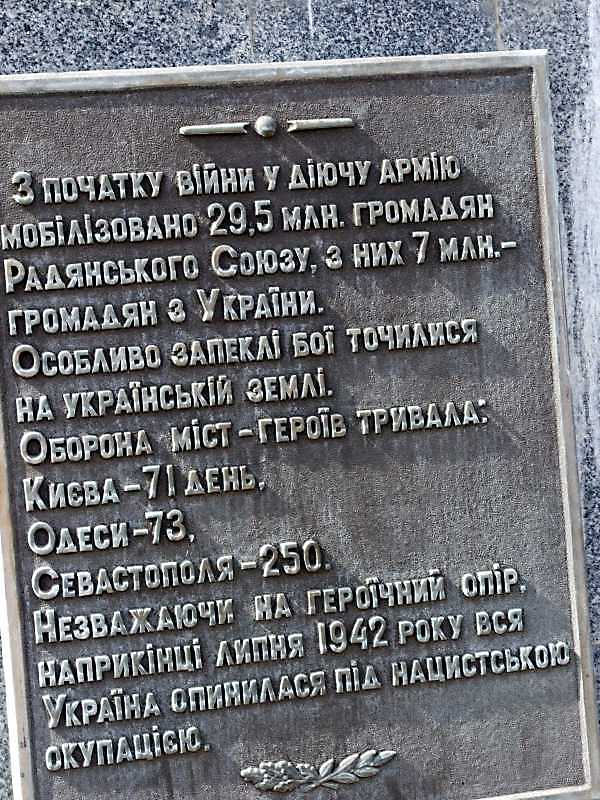 З початку війни у діючу армію
мобілізовано 29,5 млн. громадян
Радянського Союзу, з них 7 млн.-
громадян з України.
Особливо запеклі бої точилися
на українській землі.
Оборона міст-героїв тривала:
Києва-71 день,
Одеси-73,
Севастополя-250.
Незважаючи на героїчний опір,
наприкінці липня 1942 року вся
Україна опинилася під нацистською
окупацією.